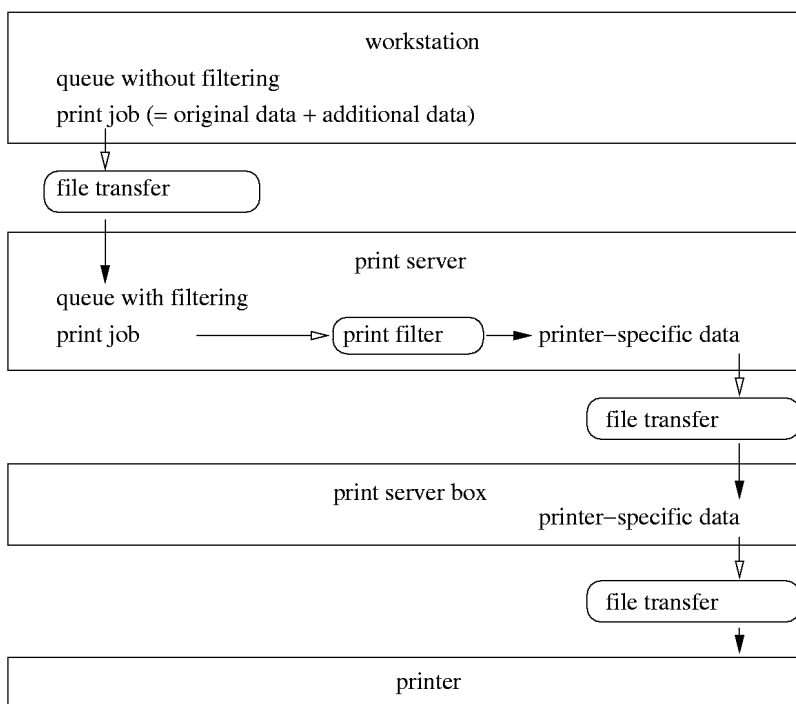 workstation
queue without filtering
print job (= original data + additional data)
file transfer
print server
queue with filtering
print job
print filter
printer−specific data
file transfer
print server box
printer−specific data
file transfer
printer